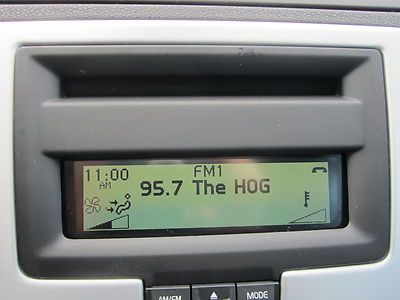 11:00 FM1
AM
95.7 The HOG
AM/FM MODE